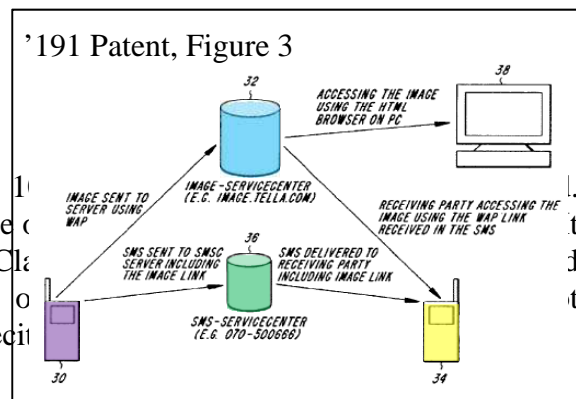 ’191 Patent, Figure 3
32
38
ACCESSING THE IMAGE
USING THE HTML
BROWSER ON PC
IMAGE SENT TO
SERVER USING
WAP
IMAGE-SERVICECENTER
(E.G. IMAGE.TELLA.COM)
RECEIVING PARTY ACCESSING THE
IMAGE USING THE WAP LINK
RECEIVED IN THE SMS
SMS SENT TO SMSC
SERVER INCLUDING
THE IMAGE LINK
36
SMS DELIVERED TO
RECEIVING PARTY
INCLUDING IMAGE LINK
SMS-SERVICECENTER
(E.G. 070-500666)
30
34